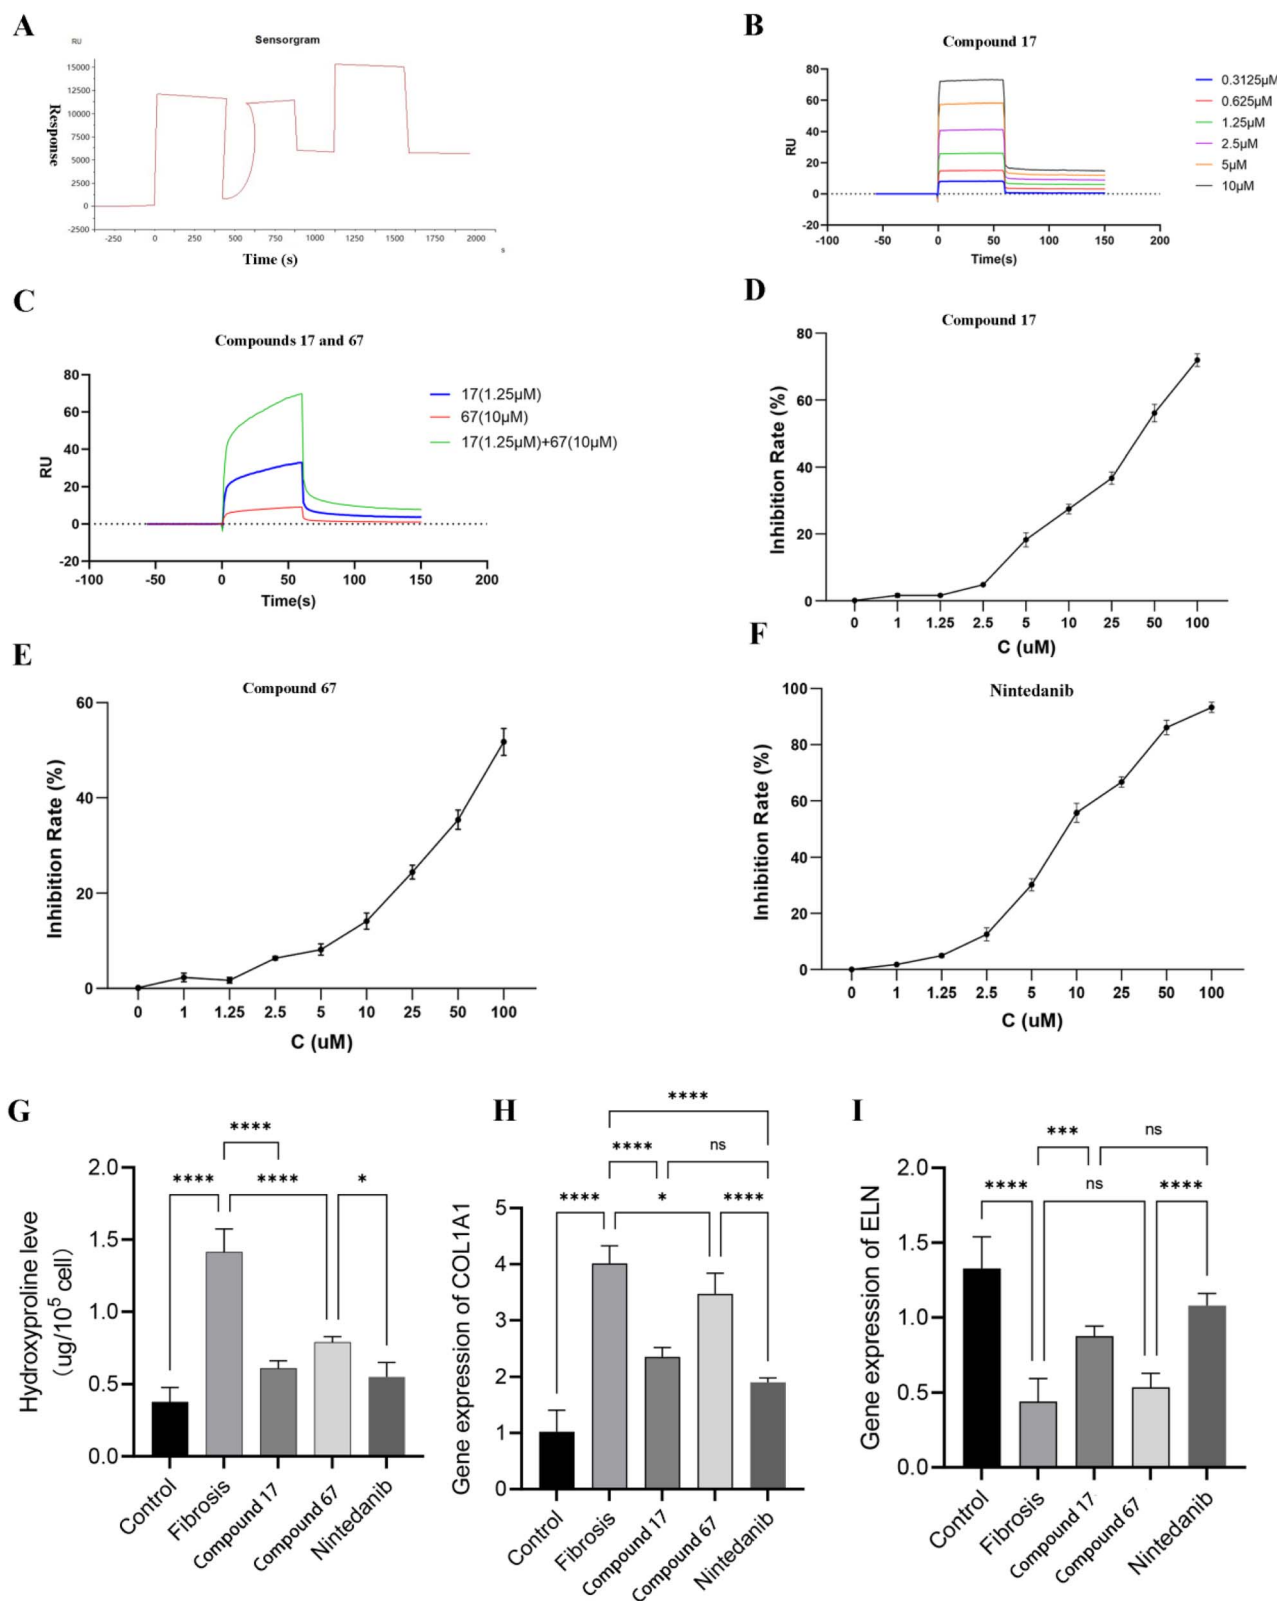 A
RU
Sensorgram
15000
12500
10000
7500
5000
2500
0
-2500
Response
-250 0 250 500 750 1000 1250 1500 1750 2000
s
Time (s)
B
Compound 17
80
60
40
20
0
-20
RU
-100 -50 0 50 100 150 200
Time(s)
0.3125µM
0.625µM
1.25µM
2.5µM
5µM
10µM
C
Compounds 17 and 67
80
60
40
20
0
-20
RU
-100 -50 0 50 100 150 200
Time(s)
17(1.25µM)
67(10µM)
17(1.25µM)+67(10µM)
D
Compound 17
80
60
40
20
0
Inhibition Rate (%)
0 1 1.25 2.5 5 10 25 50 100
C (uM)
E
Compound 67
60
40
20
0
Inhibition Rate (%)
0 1 1.25 2.5 5 10 25 50 100
C (uM)
F
Nintedanib
100
80
60
40
20
0
Inhibition Rate (%)
0 1 1.25 2.5 5 10 25 50 100
C (uM)
G
****
**** **** *
2.0
1.5
1.0
0.5
0.0
Hydroxyproline leve
(ug/10⁵ cell)
Control Fibrosis Compound 17 Compound 67 Nintedanib
H
****
**** ns
**** * ****
5
4
3
2
1
0
Gene expression of COL1A1
Control Fibrosis Compound 17 Compound 67 Nintedanib
I
*** ns
**** ns ****
2.0
1.5
1.0
0.5
0.0
Gene expression of ELN
Control Fibrosis Compound 17 Compound 67 Nintedanib